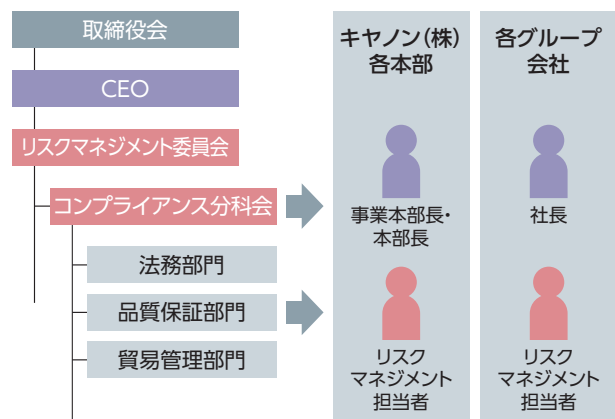 取締役会
CEO
リスクマネジメント委員会
コンプライアンス分科会
法務部門
品質保証部門
貿易管理部門
キヤノン（株）
各本部
事業本部長・
本部長
リスク
マネジメント
担当者
各グループ
会社
社長
リスク
マネジメント
担当者